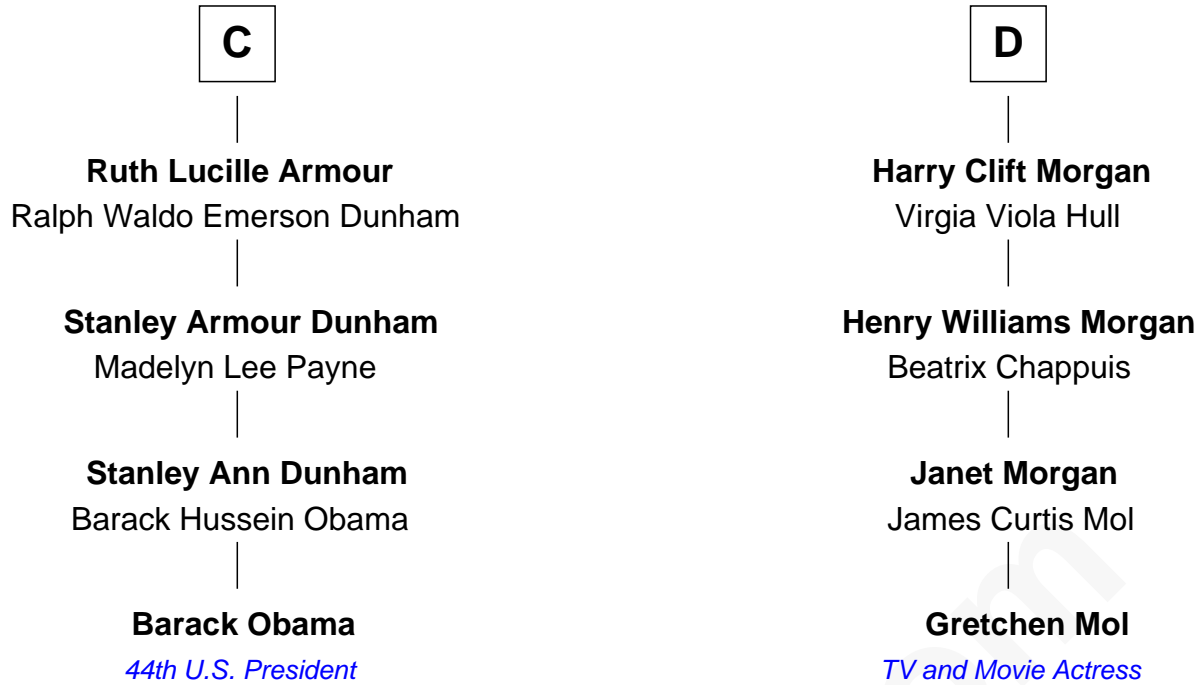 C
Ruth Lucille Armour
Ralph Waldo Emerson Dunham
Stanley Armour Dunham
Madelyn Lee Payne
Stanley Ann Dunham
Barack Hussein Obama
Barack Obama
44th U.S. President
D
Harry Clift Morgan
Virgia Viola Hull
Henry Williams Morgan
Beatrix Chappuis
Janet Morgan
James Curtis Mol
Gretchen Mol
TV and Movie Actress